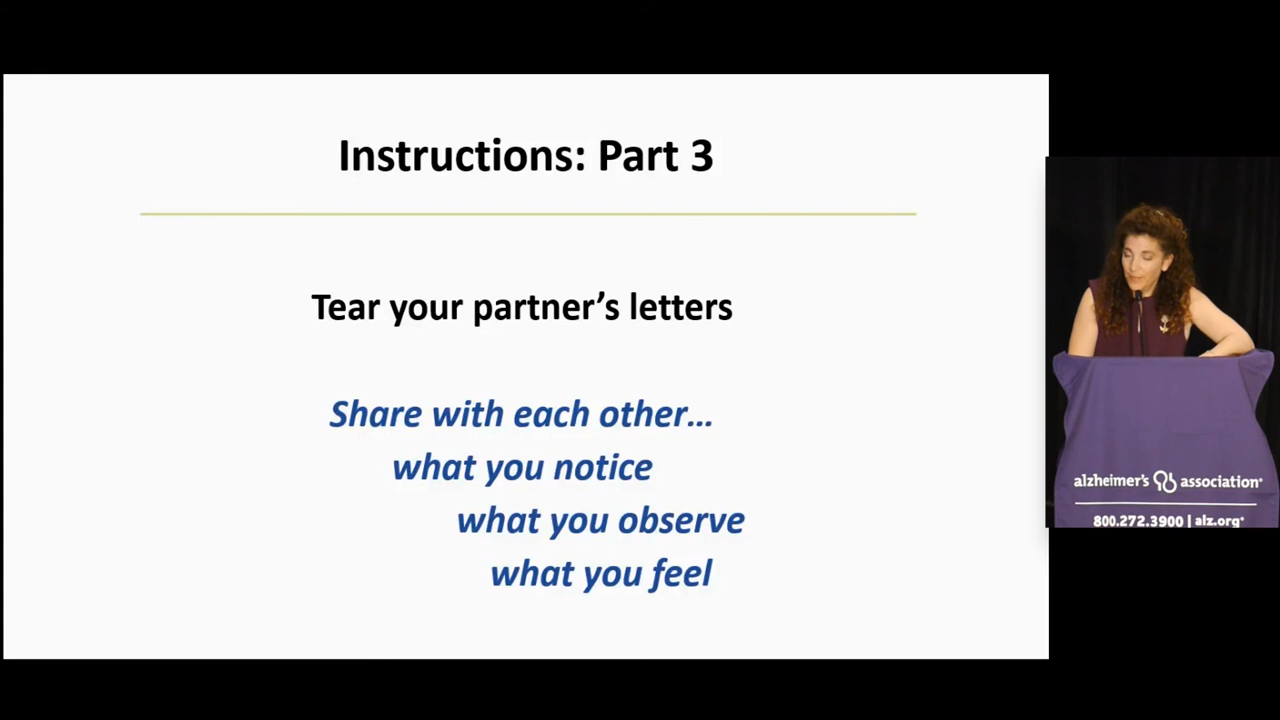 Instructions: Part 3
Tear your partner’s letters
Share with each other...
what you notice
what you observe
what you feel
alzheimer's association®
800.272.3900 | alz.org®